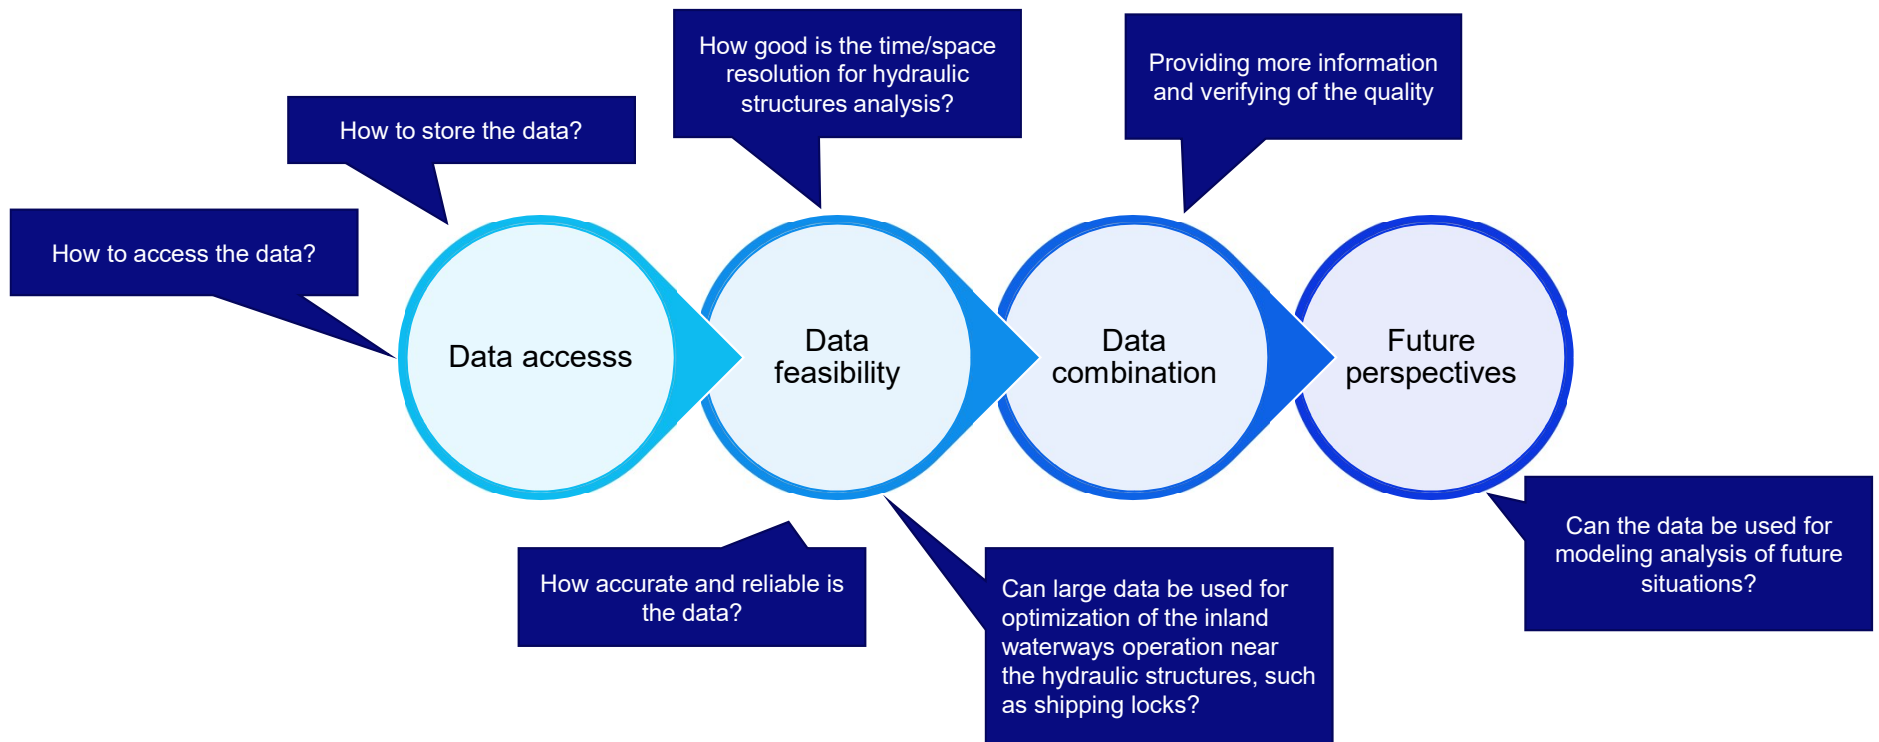 How good is the time/space
resolution for hydraulic
structures analysis?
Providing more information
and verifying of the quality
How to store the data?
How to access the data?
Data accesss
Data
feasibility
Data
combination
Future
perspectives
How accurate and reliable is
the data?
Can large data be used for
optimization of the inland
waterways operation near
the hydraulic structures, such
as shipping locks?
Can the data be used for
modeling analysis of future
situations?